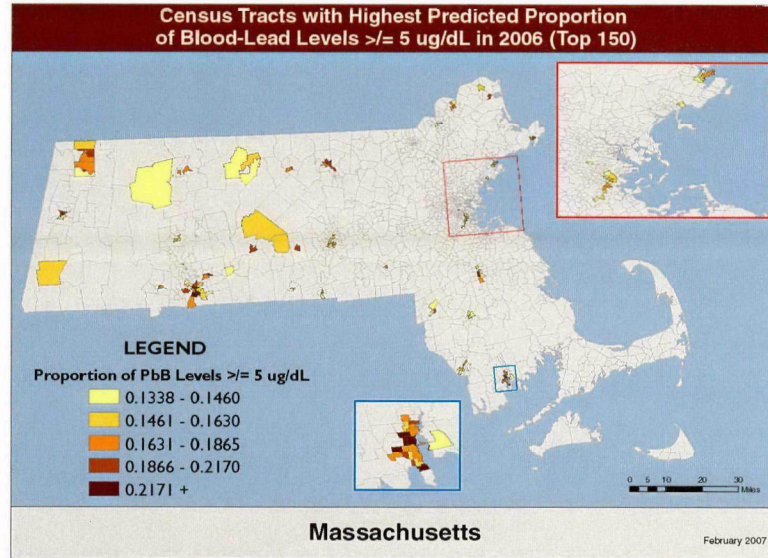 Census Tracts with Highest Predicted Proportion
of Blood-Lead Levels >/= 5 ug/dL in 2006 (Top 150)
LEGEND
Proportion of PbB Levels >/= 5 ug/dL
0.1338 - 0.1460
0.1461 - 0.1630
0.1631 - 0.1865
0.1866 - 0.2170
0.2171 +
0 5 10 20 30
Miles
Massachusetts
February 2007